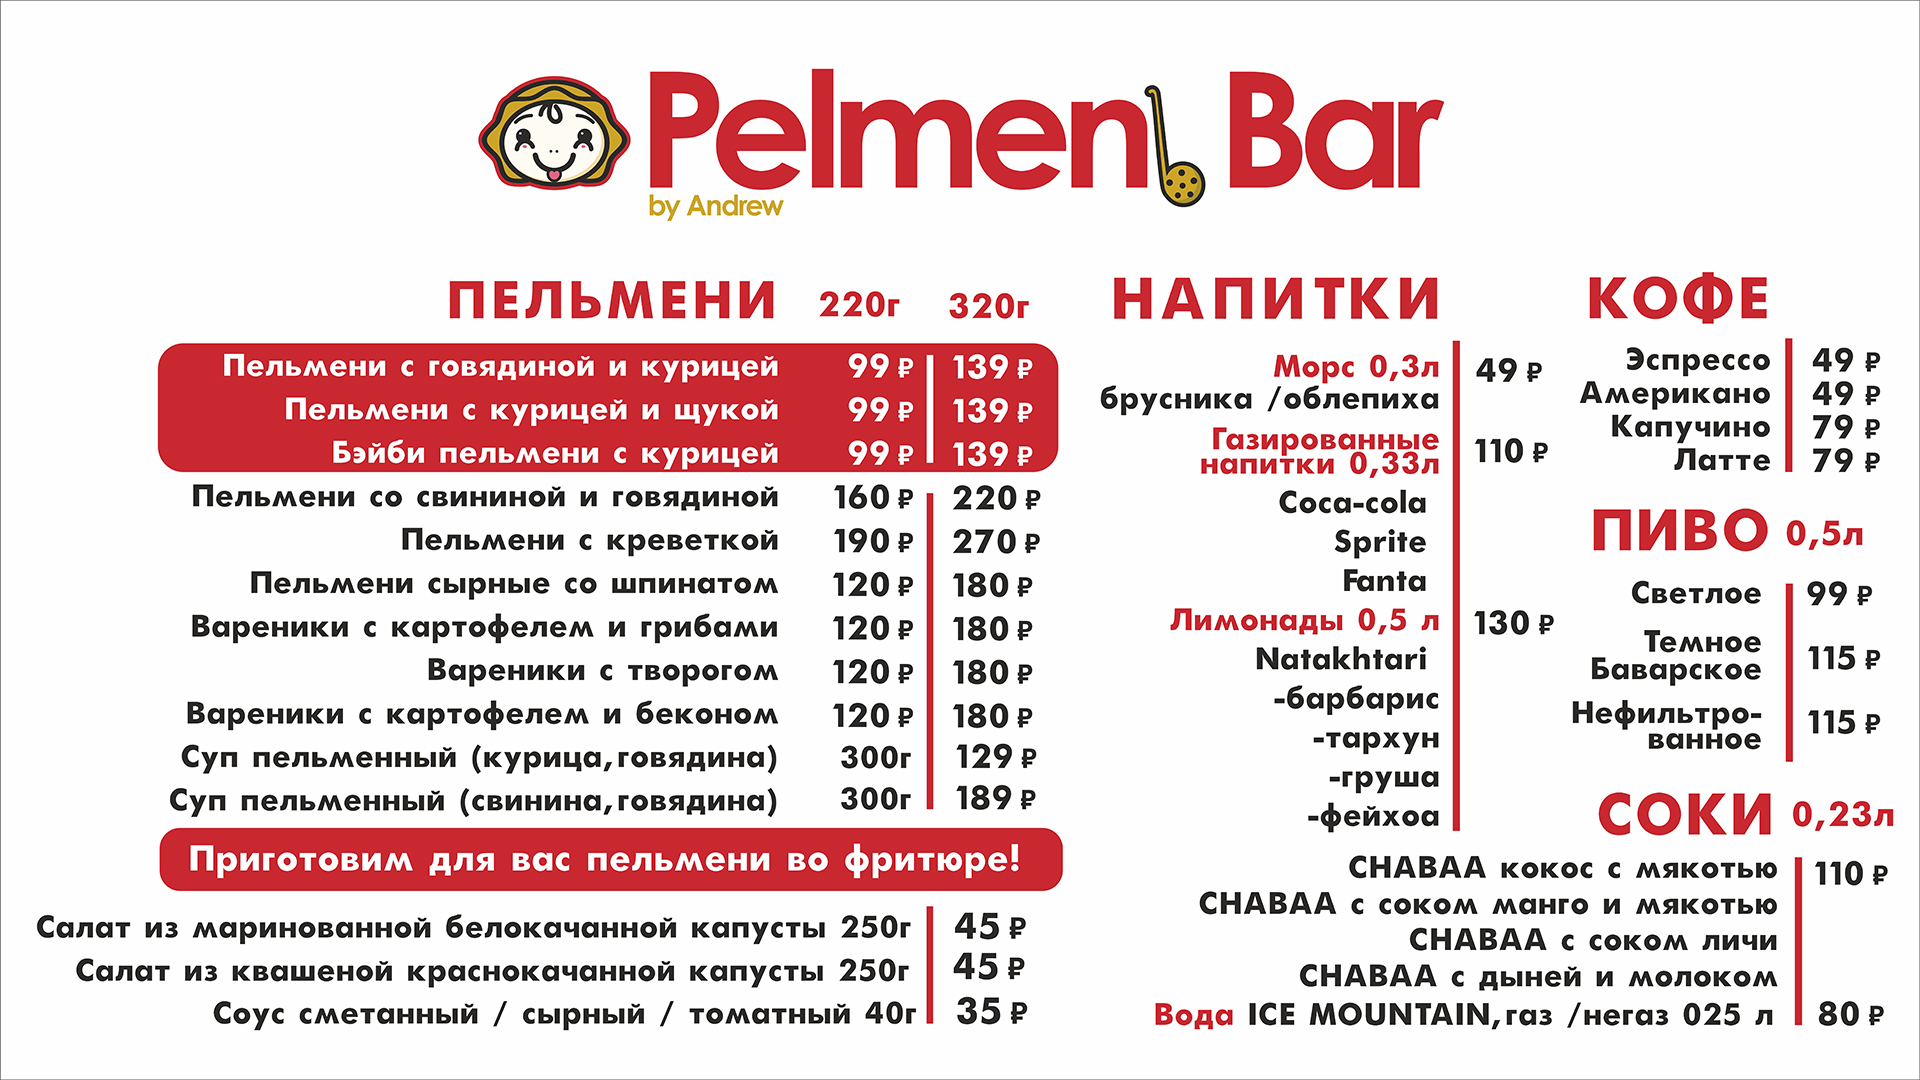 Pelmeni Bar
by Andrew
ПЕЛЬМЕНИ 220г 320г
Пельмени с говядиной и курицей 99 ₽ 139 ₽
Пельмени с курицей и щукой 99 ₽ 139 ₽
Бэйби пельмени с курицей 99 ₽ 139 ₽
Пельмени со свининой и говядиной 160 ₽ 220 ₽
Пельмени с креветкой 190 ₽ 270 ₽
Пельмени сырные со шпинатом 120 ₽ 180 ₽
Вареники с картофелем и грибами 120 ₽ 180 ₽
Вареники с творогом 120 ₽ 180 ₽
Вареники с картофелем и беконом 120 ₽ 180 ₽
Суп пельменный (курица,говядина) 300г 129 ₽
Суп пельменный (свинина,говядина) 300г 189 ₽
Приготовим для вас пельмени во фритюре!
Салат из маринованной белокачанной капусты 250г 45 ₽
Салат из квашеной краснокачанной капусты 250г 45 ₽
Соус сметанный / сырный / томатный 40г 35 ₽
НАПИТКИ
Морс 0,3л 49 ₽
брусника /облепиха
Газированные
напитки 0,33л 110 ₽
Coca-cola
Sprite
Fanta
Лимонады 0,5 л 130 ₽
Natakhtari
-барбарис
-тархун
-груша
-фейхоа
КОФЕ
Эспрессо 49 ₽
Американо 49 ₽
Капучино 79 ₽
Латте 79 ₽
ПИВО 0,5л
Светлое 99 ₽
Темное
Баварское 115 ₽
Нефильтро-
ванное 115 ₽
СОКИ 0,23л
CHABAA кокос с мякотью 110 ₽
CHABAA с соком манго и мякотью
CHABAA с соком личи
CHABAA с дыней и молоком
Вода ICE MOUNTAIN,газ /негаз 025 л 80 ₽